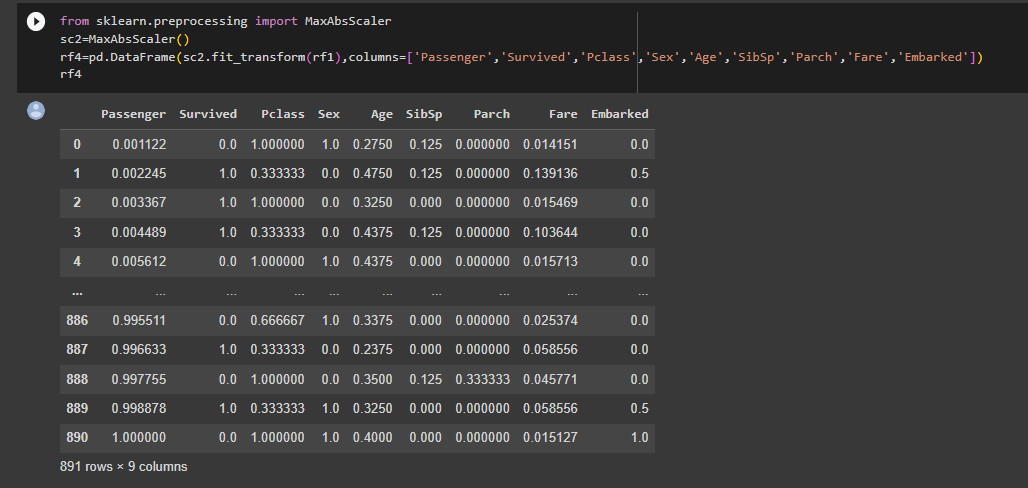 from sklearn.preprocessing import MaxAbsScaler
sc2=MaxAbsScaler()
rf4=pd.DataFrame(sc2.fit_transform(rf1),columns=['Passenger','Survived','Pclass','Sex','Age','SibSp','Parch','Fare','Embarked'])
rf4
Passenger Survived Pclass Sex Age SibSp Parch Fare Embarked
0 0.001122 0.0 1.000000 1.0 0.2750 0.125 0.000000 0.014151 0.0
1 0.002245 1.0 0.333333 0.0 0.4750 0.125 0.000000 0.139136 0.5
2 0.003367 1.0 1.000000 0.0 0.3250 0.000 0.000000 0.015469 0.0
3 0.004489 1.0 0.333333 0.0 0.4375 0.125 0.000000 0.103644 0.0
4 0.005612 0.0 1.000000 1.0 0.4375 0.000 0.000000 0.015713 0.0
... ... ... ... ... ... ... ... ... ...
886 0.995511 0.0 0.666667 1.0 0.3375 0.000 0.000000 0.025374 0.0
887 0.996633 1.0 0.333333 0.0 0.2375 0.000 0.000000 0.058556 0.0
888 0.997755 0.0 1.000000 0.0 0.3500 0.125 0.333333 0.045771 0.0
889 0.998878 1.0 0.333333 1.0 0.3250 0.000 0.000000 0.058556 0.5
890 1.000000 0.0 1.000000 1.0 0.4000 0.000 0.000000 0.015127 1.0
891 rows × 9 columns